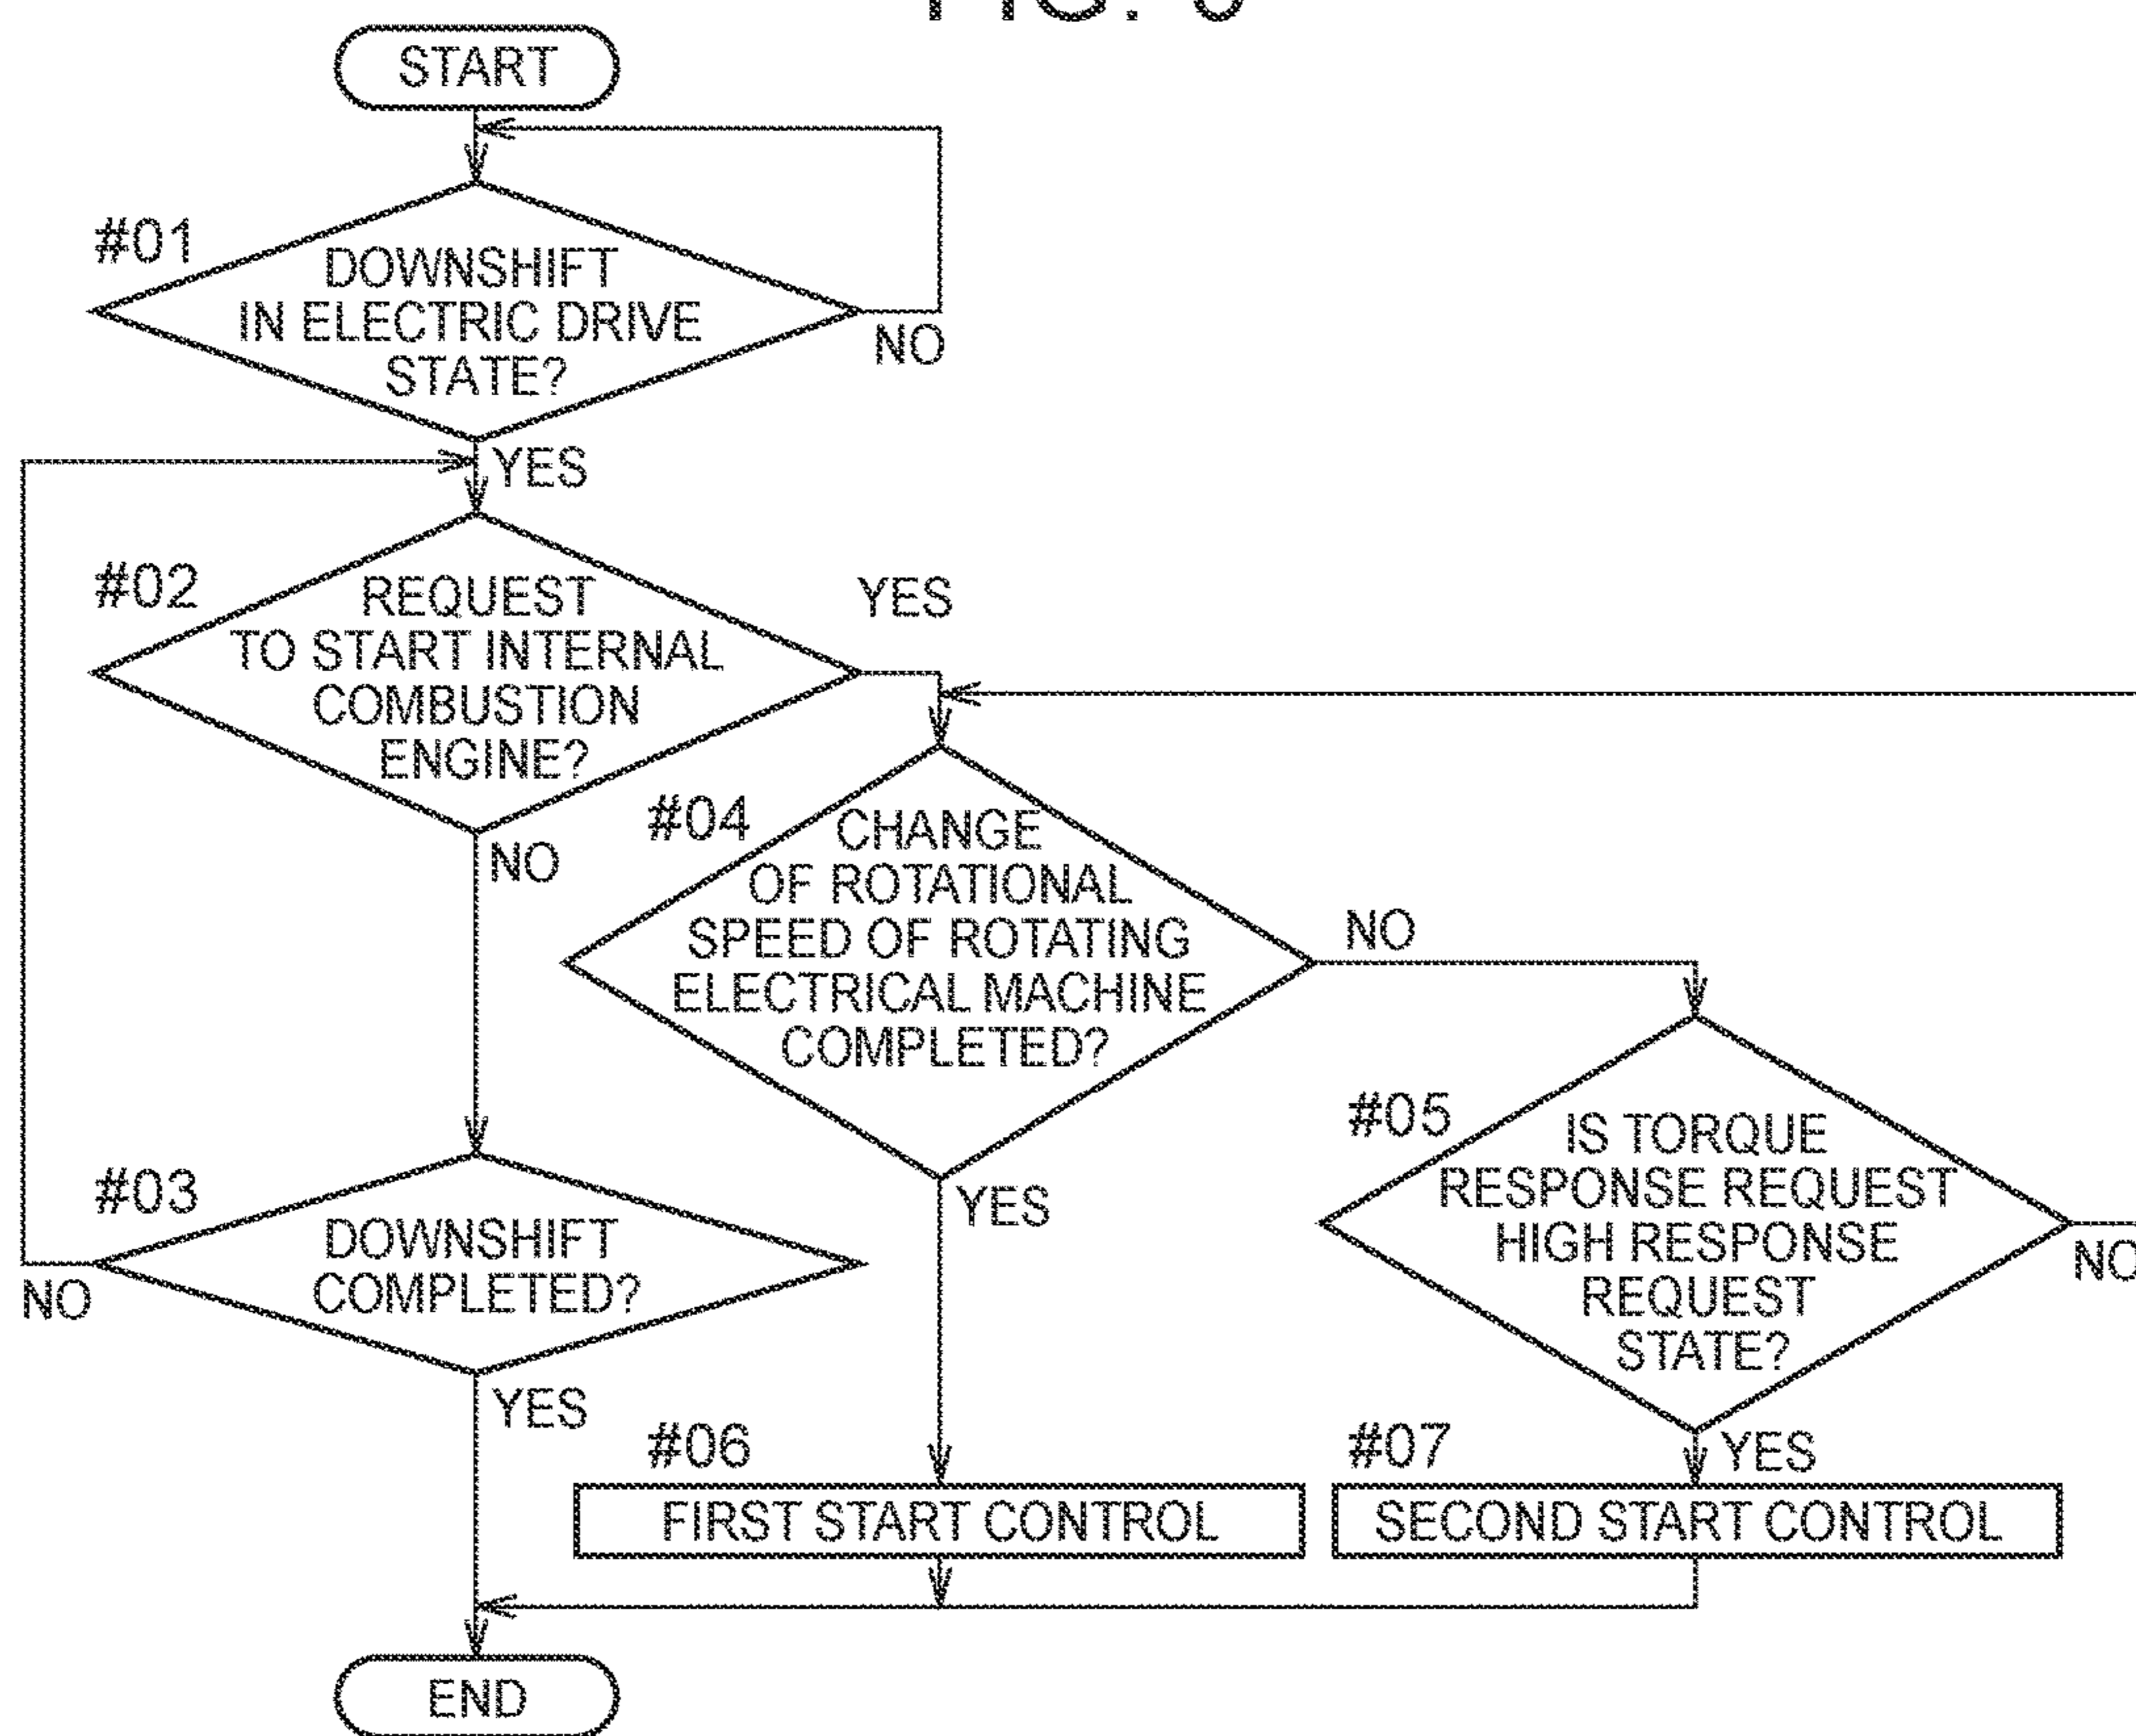 START
#01
DOWNSHIFT
IN ELECTRIC DRIVE
STATE?
NO
YES
#02
REQUEST
TO START INTERNAL
COMBUSTION
ENGINE?
YES
NO
#04
CHANGE
OF ROTATIONAL
SPEED OF ROTATING
ELECTRICAL MACHINE
COMPLETED?
NO
YES
#05
IS TORQUE
RESPONSE REQUEST
HIGH RESPONSE
REQUEST
STATE?
NO
YES
#03
DOWNSHIFT
COMPLETED?
NO
YES
#06
FIRST START CONTROL
#07
SECOND START CONTROL
END